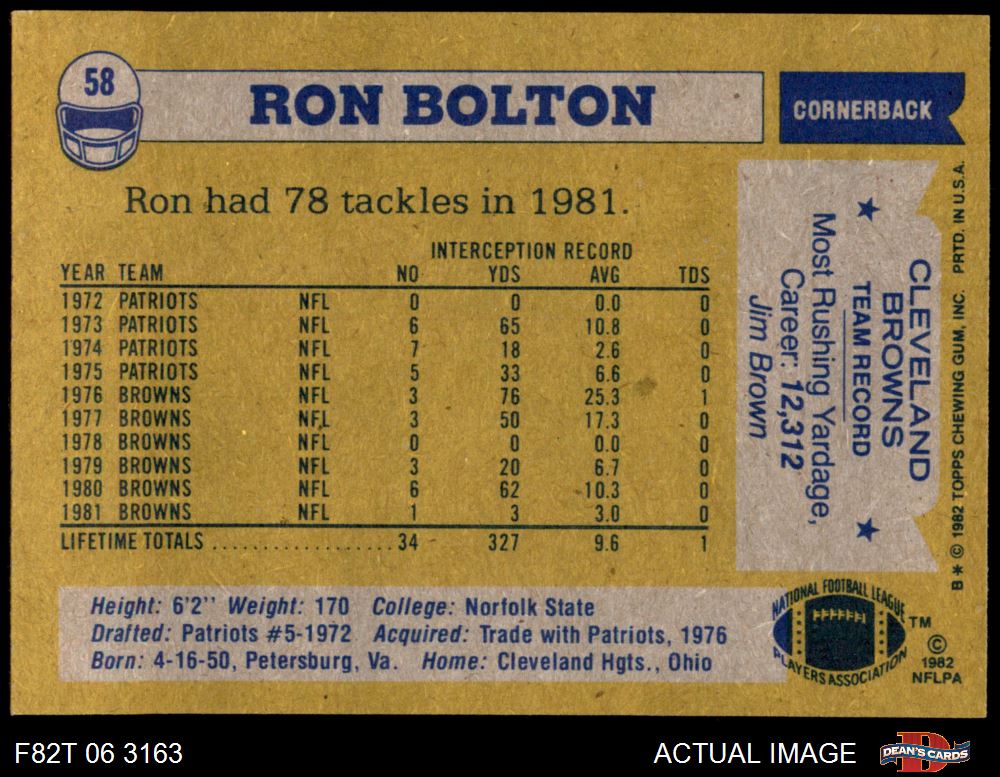 58
RON BOLTON
CORNERBACK
Ron had 78 tackles in 1981.
INTERCEPTION RECORD
YEAR TEAM NO YDS AVG TDS
1972 PATRIOTS NFL 0 0 0.0 0
1973 PATRIOTS NFL 6 65 10.8 0
1974 PATRIOTS NFL 7 18 2.6 0
1975 PATRIOTS NFL 5 33 6.6 0
1976 BROWNS NFL 3 76 25.3 1
1977 BROWNS NFL 3 50 17.3 0
1978 BROWNS NFL 0 0 0.0 0
1979 BROWNS NFL 3 20 6.7 0
1980 BROWNS NFL 6 62 10.3 0
1981 BROWNS NFL 1 3 3.0 0
LIFETIME TOTALS .................... 34 327 9.6 1
CLEVELAND
BROWNS
★ TEAM RECORD ★
Most Rushing Yardage,
Career: 12,312
Jim Brown
B * © 1982 TOPPS CHEWING GUM, INC. PRTD. IN U.S.A.
Height: 6'2" Weight: 170 College: Norfolk State
Drafted: Patriots #5-1972 Acquired: Trade with Patriots, 1976
Born: 4-16-50, Petersburg, Va. Home: Cleveland Hgts., Ohio
NATIONAL FOOTBALL LEAGUE
PLAYERS ASSOCIATION
TM
©
1982
NFLPA
F82T 06 3163
ACTUAL IMAGE
DEAN'S CARDS